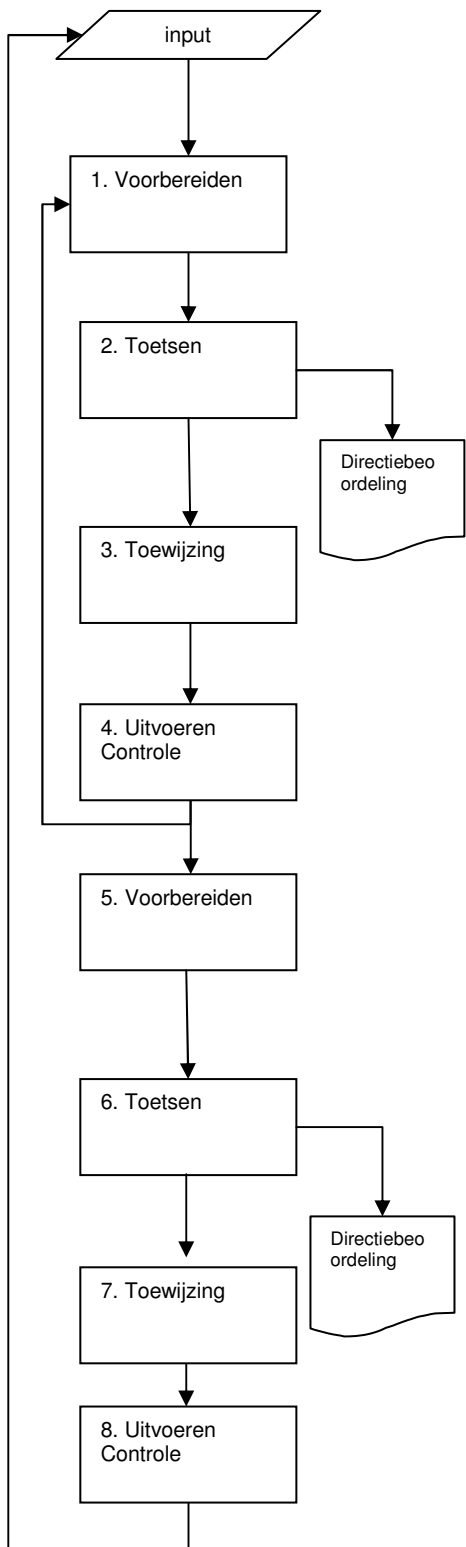 input
1. Voorbereiden
2. Toetsen
Directiebeo
ordeling
3. Toewijzing
4. Uitvoeren
Controle
5. Voorbereiden
6. Toetsen
Directiebeo
ordeling
7. Toewijzing
8. Uitvoeren
Controle